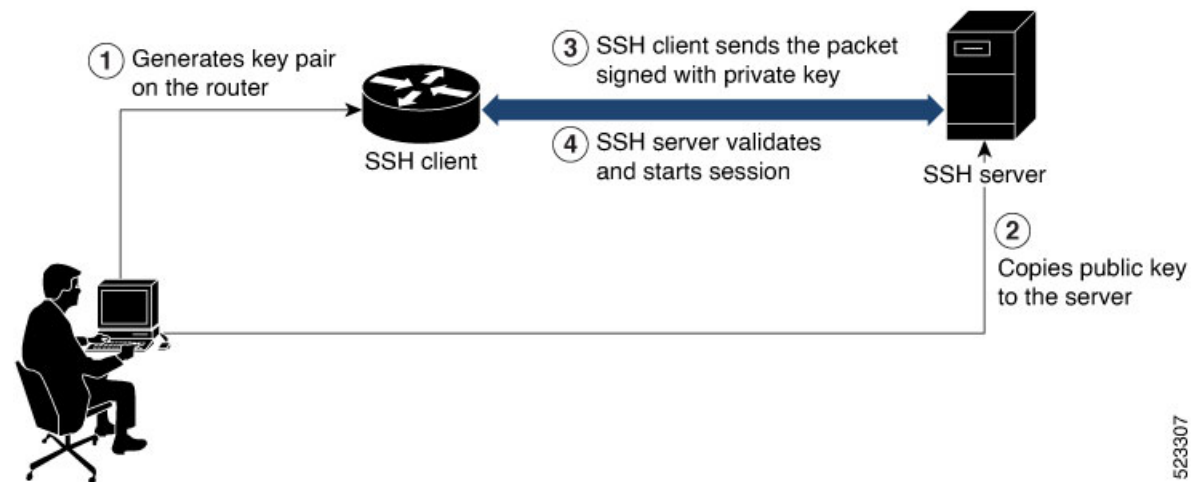 1 Generates key pair
on the router
SSH client
3 SSH client sends the packet
signed with private key
4 SSH server validates
and starts session
SSH server
2
Copies public key
to the server
523307